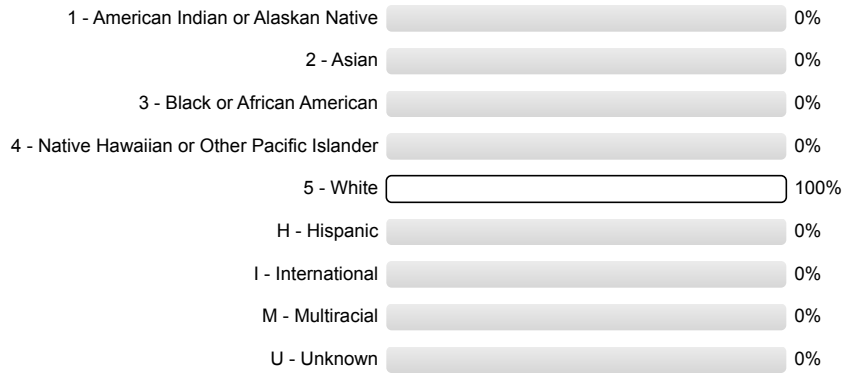 1 - American Indian or Alaskan Native 0%
2 - Asian 0%
3 - Black or African American 0%
4 - Native Hawaiian or Other Pacific Islander 0%
5 - White 100%
H - Hispanic 0%
I - International 0%
M - Multiracial 0%
U - Unknown 0%